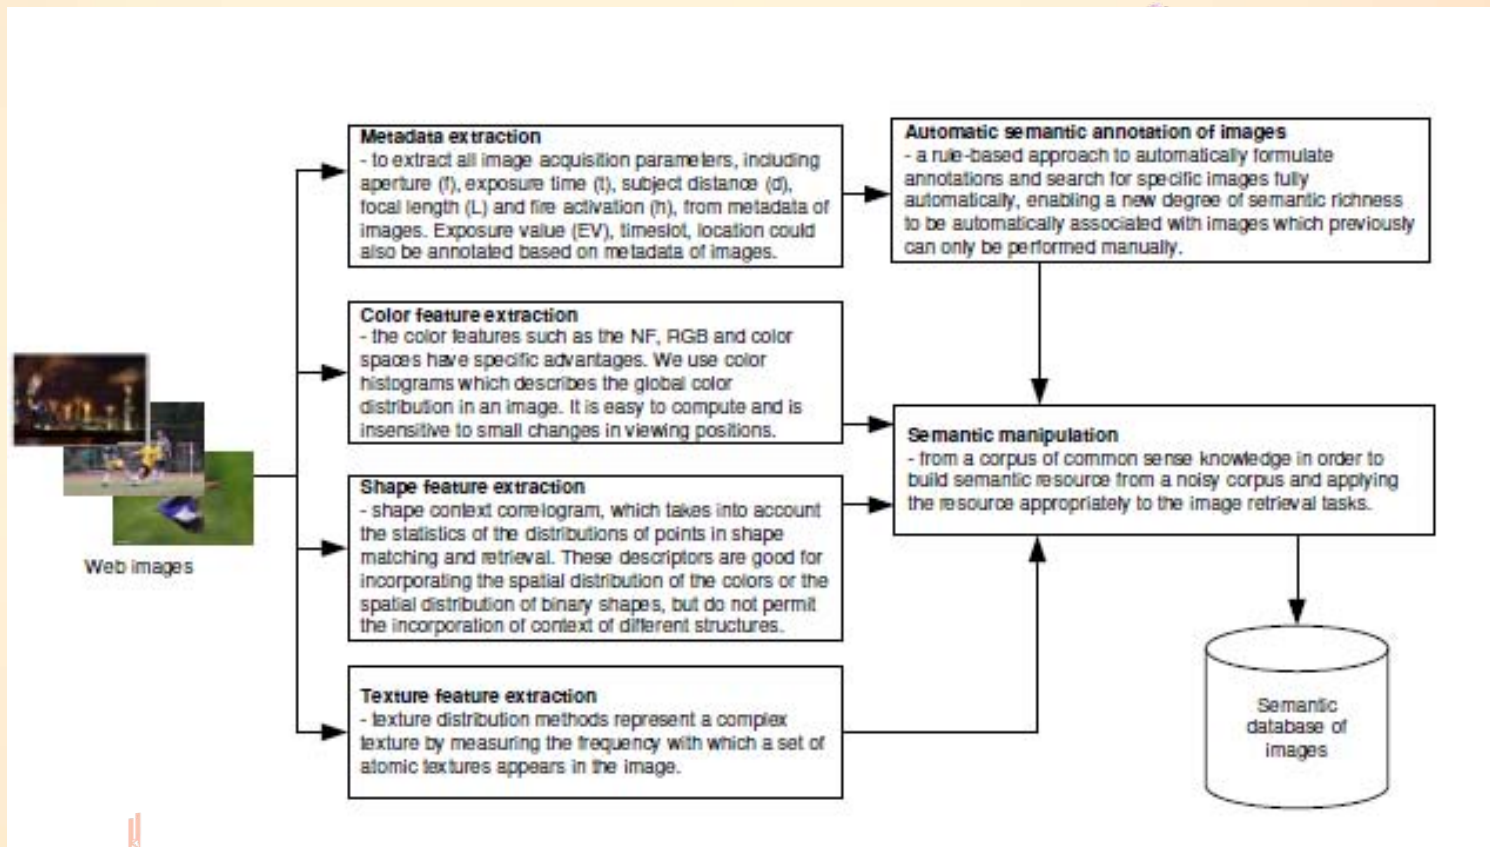 Metadata extraction
- to extract all image acquisition parameters, including
aperture (f), exposure time (t), subject distance (d),
focal length (L) and fire activation (h), from metadata of
images. Exposure value (EV), timeslot, location could
also be annotated based on metadata of images.
Automatic semantic annotation of images
- a rule-based approach to automatically formulate
annotations and search for specific images fully
automatically, enabling a new degree of semantic richness
to be automatically associated with images which previously
can only be performed manually.
Color feature extraction
- the color features such as the NF, RGB and color
spaces have specific advantages. We use color
histograms which describes the global color
distribution in an image. It is easy to compute and is
insensitive to small changes in viewing positions.
Semantic manipulation
- from a corpus of common sense knowledge in order to
build semantic resource from a noisy corpus and applying
the resource appropriately to the image retrieval tasks.
Web images
Shape feature extraction
- shape context correlogram, which takes into account
the statistics of the distributions of points in shape
matching and retrieval. These descriptors are good for
incorporating the spatial distribution of the colors or the
spatial distribution of binary shapes, but do not permit
the incorporation of context of different structures.
Texture feature extraction
- texture distribution methods represent a complex
texture by measuring the frequency with which a set of
atomic textures appears in the image.
Semantic
database of
images